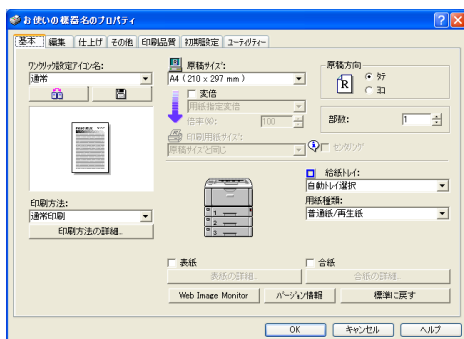 お使いの機器名のプロパティ
基本 編集 仕上げ その他 印刷品質 初期設定 ユーティリティー
ワンクリック設定アイコン名:
通常
印刷方法:
通常印刷
印刷方法の詳細...
原稿サイズ:
A4 (210 x 297 mm)
変倍
用紙指定変倍
倍率(%): 100
印刷用紙サイズ:
原稿サイズと同じ
原稿方向
R
タテ
ヨコ
部数: 1
センタリング
1
2
3
給紙トレイ:
自動トレイ選択
用紙種類:
普通紙/再生紙
表紙
表紙の詳細...
合紙
合紙の詳細...
Web Image Monitor バージョン情報 標準に戻す
OK キャンセル ヘルプ